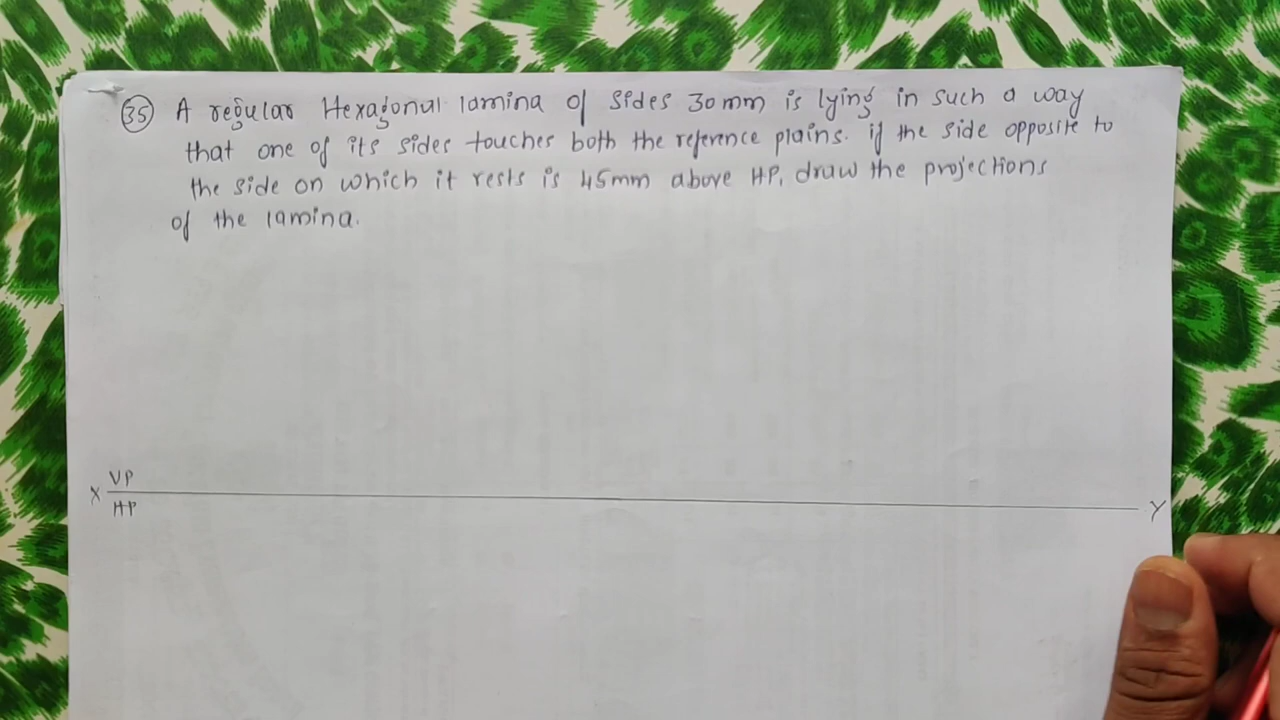 (35) A regular Hexagonal lamina of sides 30mm is lying in such a way
that one of its sides touches both the reference plains. if the side opposite to
the side on which it rests is 45mm above HP, draw the projections
of the lamina.
VP
X Y
HP